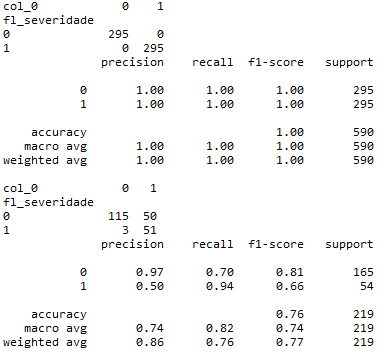 col_0 0 1
fl_severidade
0 295 0
1 0 295
precision recall f1-score support
0 1.00 1.00 1.00 295
1 1.00 1.00 1.00 295
accuracy 1.00 590
macro avg 1.00 1.00 1.00 590
weighted avg 1.00 1.00 1.00 590
col_0 0 1
fl_severidade
0 115 50
1 3 51
precision recall f1-score support
0 0.97 0.70 0.81 165
1 0.50 0.94 0.66 54
accuracy 0.76 219
macro avg 0.74 0.82 0.74 219
weighted avg 0.86 0.76 0.77 219